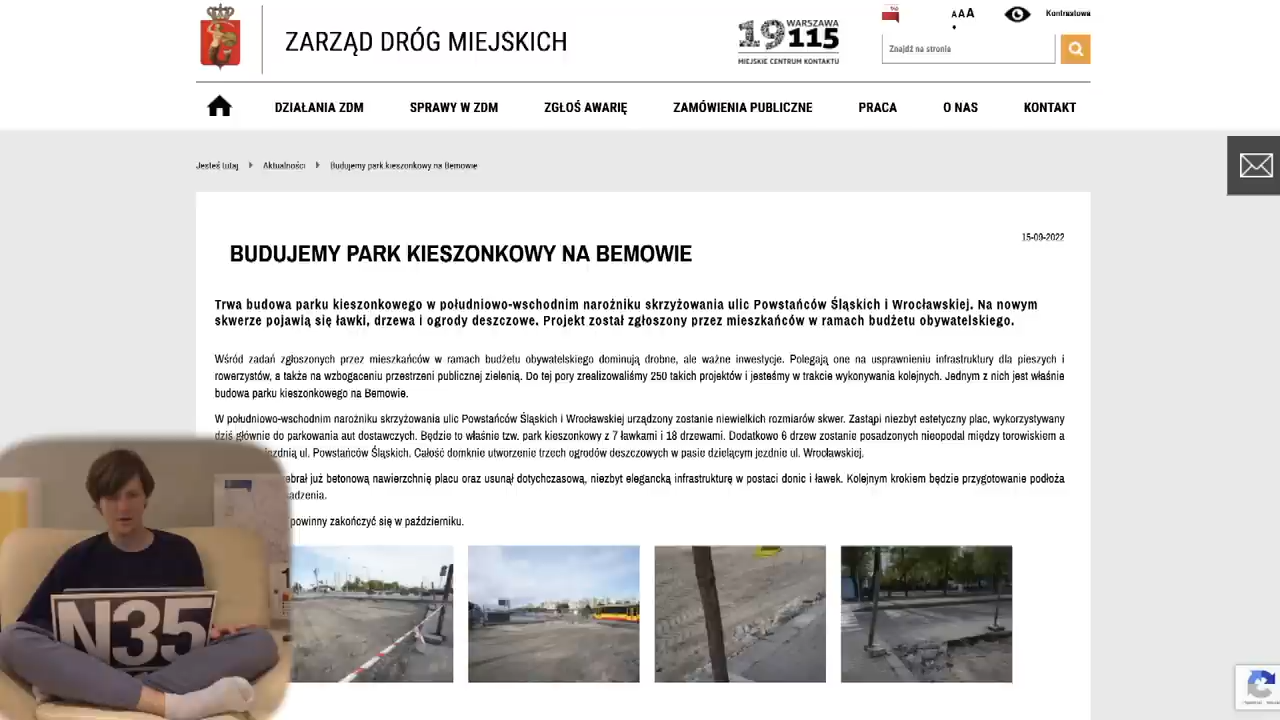 ZARZĄD DRÓG MIEJSKICH
19115 WARSZAWA
MIEJSKIE CENTRUM KONTAKTU
AAA
Kontrastowa
Znajdź na stronie
DZIAŁANIA ZDM SPRAWY W ZDM ZGŁOŚ AWARIĘ ZAMÓWIENIA PUBLICZNE PRACA O NAS KONTAKT
Jesteś tutaj Aktualności Budujemy park kieszonkowy na Bemowie
15-09-2022
BUDUJEMY PARK KIESZONKOWY NA BEMOWIE
Trwa budowa parku kieszonkowego w południowo-wschodnim narożniku skrzyżowania ulic Powstańców Śląskich i Wrocławskiej. Na nowym
skwerze pojawią się ławki, drzewa i ogrody deszczowe. Projekt został zgłoszony przez mieszkańców w ramach budżetu obywatelskiego.
Wśród zadań zgłoszonych przez mieszkańców w ramach budżetu obywatelskiego dominują drobne, ale ważne inwestycje. Polegają one na usprawnieniu infrastruktury dla pieszych i
rowerzystów, a także na wzbogacaniu przestrzeni publicznej zielenią. Do tej pory zrealizowaliśmy 250 takich projektów i jesteśmy w trakcie wykonywania kolejnych. Jednym z nich jest właśnie
budowa parku kieszonkowego na Bemowie.
W południowo-wschodnim narożniku skrzyżowania ulic Powstańców Śląskich i Wrocławskiej urządzony zostanie niewielkich rozmiarów skwer. Zastąpi niezbyt estetyczny plac, wykorzystywany
dziś głównie do parkowania aut dostawczych. Będzie to właśnie tzw. park kieszonkowy z 7 ławkami i 18 drzewami. Dodatkowo 6 drzew zostanie posadzonych nieopodal między torowiskiem a
ezdnią ul. Powstańców Śląskich. Całość domknie utworzenie trzech ogrodów deszczowych w pasie dzielącym jezdnie ul. Wrocławskiej.
ebrał już betonową nawierzchnię placu oraz usunął dotychczasową, niezbyt elegancką infrastrukturę w postaci donic i ławek. Kolejnym krokiem będzie przygotowanie podłoża
sadzenia.
powinny zakończyć się w październiku.
N35